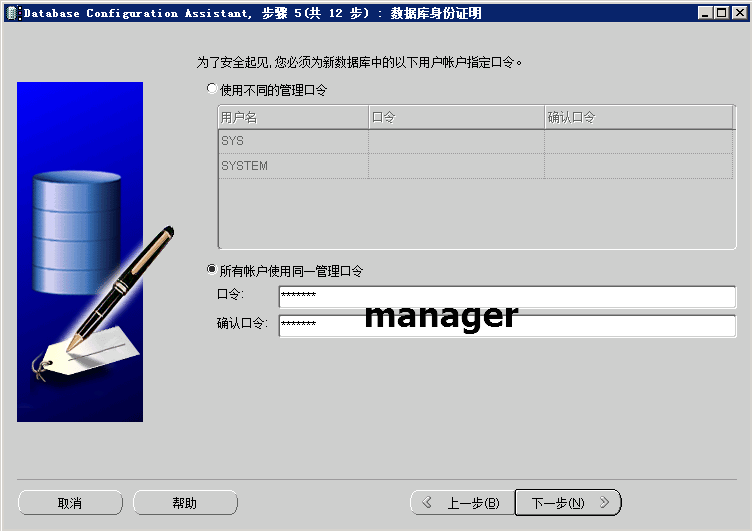 Database Configuration Assistant, 步骤 5(共 12 步) : 数据库身份证明
为了安全起见,您必须为新数据库中的以下用户帐户指定口令。
使用不同的管理口令
用户名 口令 确认口令
SYS
SYSTEM
所有帐户使用同一管理口令
口令: *******
manager
确认口令: *******
取消 帮助 上一步(B) 下一步(N)